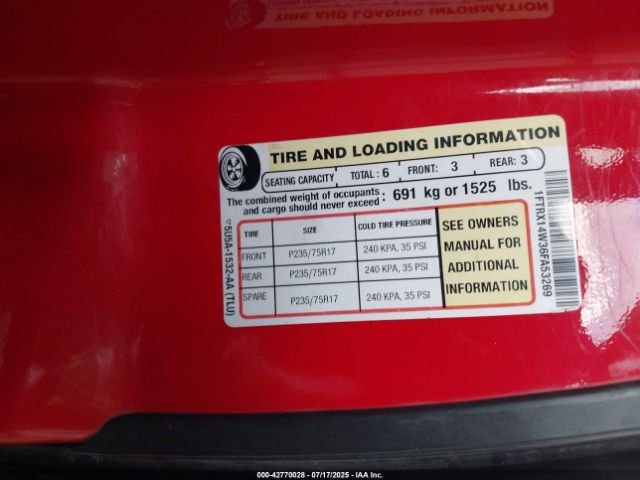 TIRE AND LOADING INFORMATION
TIRE AND LOADING INFORMATION
SEATING CAPACITY TOTAL : 6 FRONT: 3 REAR: 3
The combined weight of occupants and cargo should never exceed : 691 kg or 1525 lbs.
TIRE SIZE COLD TIRE PRESSURE
FRONT P235/75R17 240 KPA, 35 PSI
REAR P235/75R17 240 KPA, 35 PSI
SPARE P235/75R17 240 KPA, 35 PSI
SEE OWNERS
MANUAL FOR
ADDITIONAL
INFORMATION
5U5A-1532-AA (TLU)
1FTRX14W36FA53269
000-42770028 - 07/17/2025 - IAA Inc.